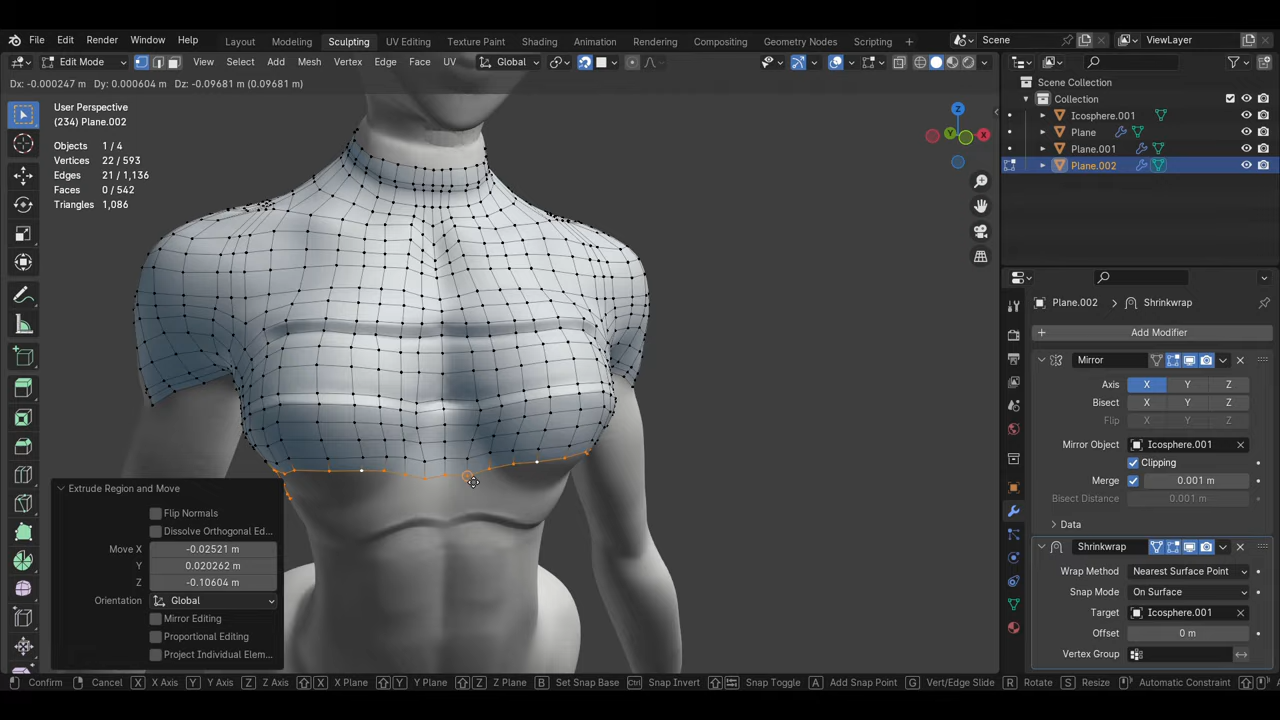 File Edit Render Window Help Layout Modeling Sculpting UV Editing Texture Paint Shading Animation Rendering Compositing Geometry Nodes Scripting + Scene ViewLayer
Edit Mode View Select Add Mesh Vertex Edge Face UV Global
Dx: -0.000247 m Dy: 0.000604 m Dz: -0.09681 m (0.09681 m)
User Perspective
(234) Plane.002
Objects 1 / 4
Vertices 22 / 593
Edges 21 / 1,136
Faces 0 / 542
Triangles 1,086
Z
Y
X
Extrude Region and Move
Flip Normals
Dissolve Orthogonal Ed...
Move X -0.02521 m
Y 0.020262 m
Z -0.10604 m
Orientation Global
Mirror Editing
Proportional Editing
Project Individual Elem...
Scene Collection
Collection
Icosphere.001
Plane
Plane.001
Plane.002
Plane.002 Shrinkwrap
+ Add Modifier
Mirror
Axis X Y Z
Bisect X Y Z
Flip X Y Z
Mirror Object Icosphere.001
Clipping
Merge 0.001 m
Bisect Distance 0.001 m
Data
Shrinkwrap
Wrap Method Nearest Surface Point
Snap Mode On Surface
Target Icosphere.001
Offset 0 m
Vertex Group
Confirm Cancel X X Axis Y Y Axis Z Z Axis X X Plane Y Y Plane Z Z Plane B Set Snap Base Ctrl Snap Invert Snap Toggle A Add Snap Point G Vert/Edge Slide R Rotate S Resize Automatic Constraint